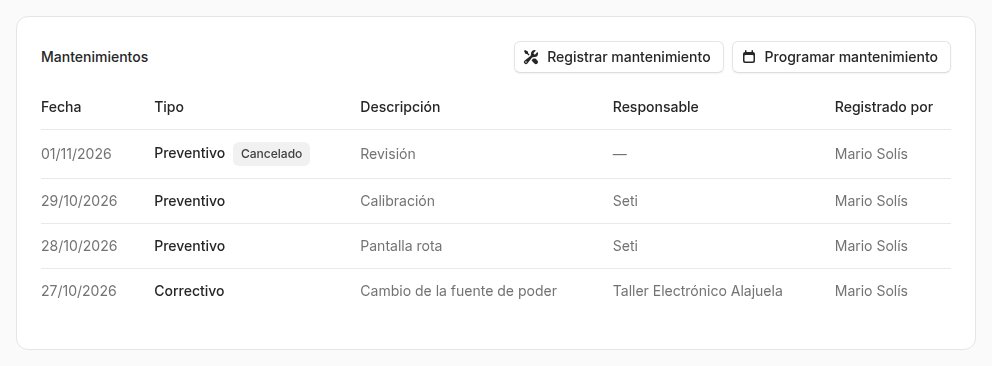 Mantenimientos Registrar mantenimiento Programar mantenimiento
Fecha Tipo Descripción Responsable Registrado por
01/11/2026 Preventivo Cancelado Revisión — Mario Solís
29/10/2026 Preventivo Calibración Seti Mario Solís
28/10/2026 Preventivo Pantalla rota Seti Mario Solís
27/10/2026 Correctivo Cambio de la fuente de poder Taller Electrónico Alajuela Mario Solís